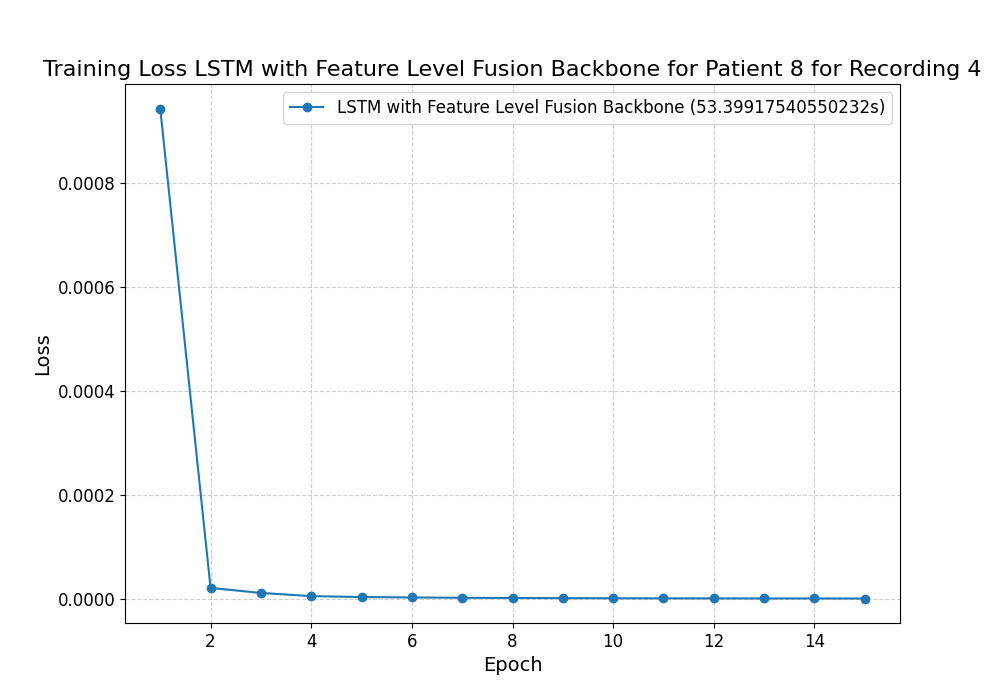 Training Loss LSTM with Feature Level Fusion Backbone for Patient 8 for Recording 4
LSTM with Feature Level Fusion Backbone (53.39917540550232s)
0.0008
0.0006
0.0004
0.0002
0.0000
Loss
2 4 6 8 10 12 14
Epoch